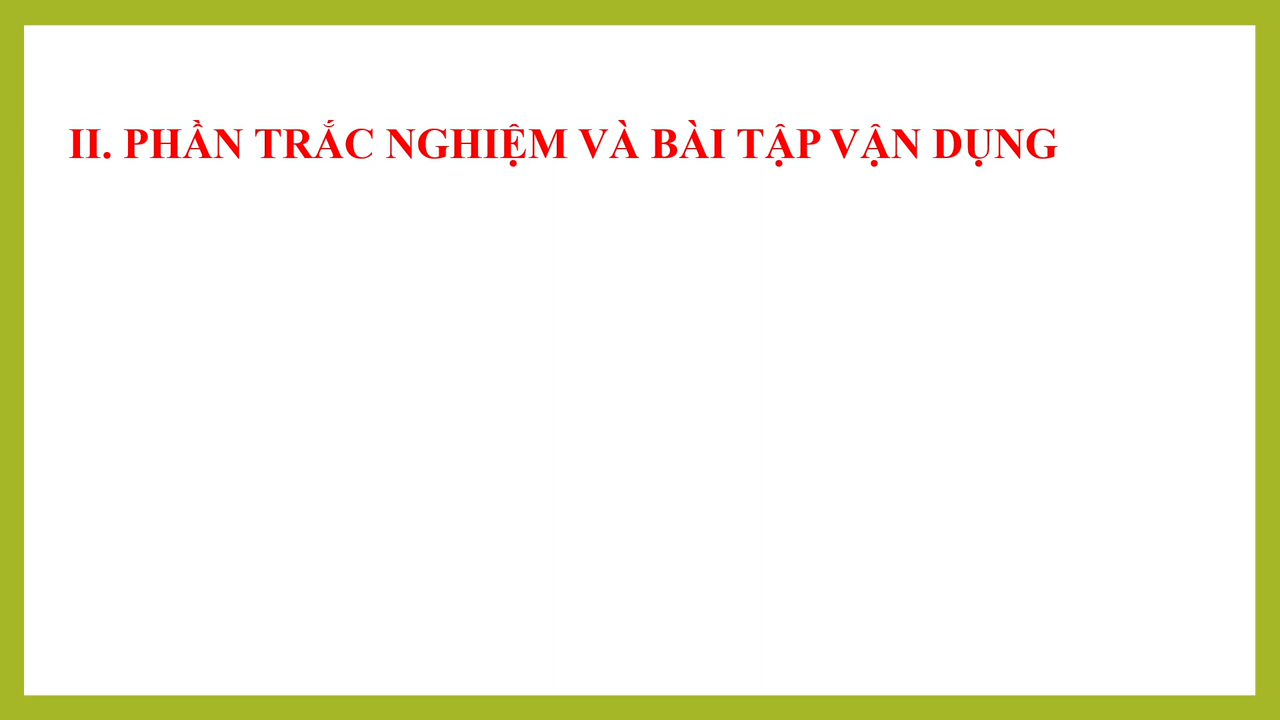 II. PHẦN TRẮC NGHIỆM VÀ BÀI TẬP VẬN DỤNG